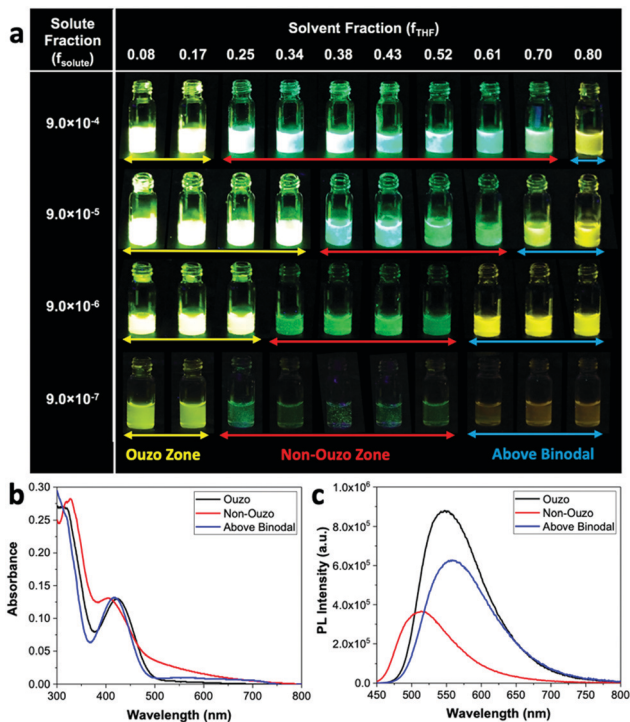 a
Solute
Fraction
(fsolute)
Solvent Fraction (fTHF)
0.08 0.17 0.25 0.34 0.38 0.43 0.52 0.61 0.70 0.80
9.0×10-4
9.0×10-5
9.0×10-6
9.0×10-7
Ouzo Zone Non-Ouzo Zone Above Binodal
b
0.30
0.25
0.20
0.15
0.10
0.05
0.00
Absorbance
Ouzo
Non-Ouzo
Above Binodal
300 400 500 600 700 800
Wavelength (nm)
c
1.0x10⁶
8.0x10⁵
6.0x10⁵
4.0x10⁵
2.0x10⁵
0.0
PL Intensity (a.u.)
Ouzo
Non-Ouzo
Above Binodal
450 500 550 600 650 700 750 800
Wavelength (nm)